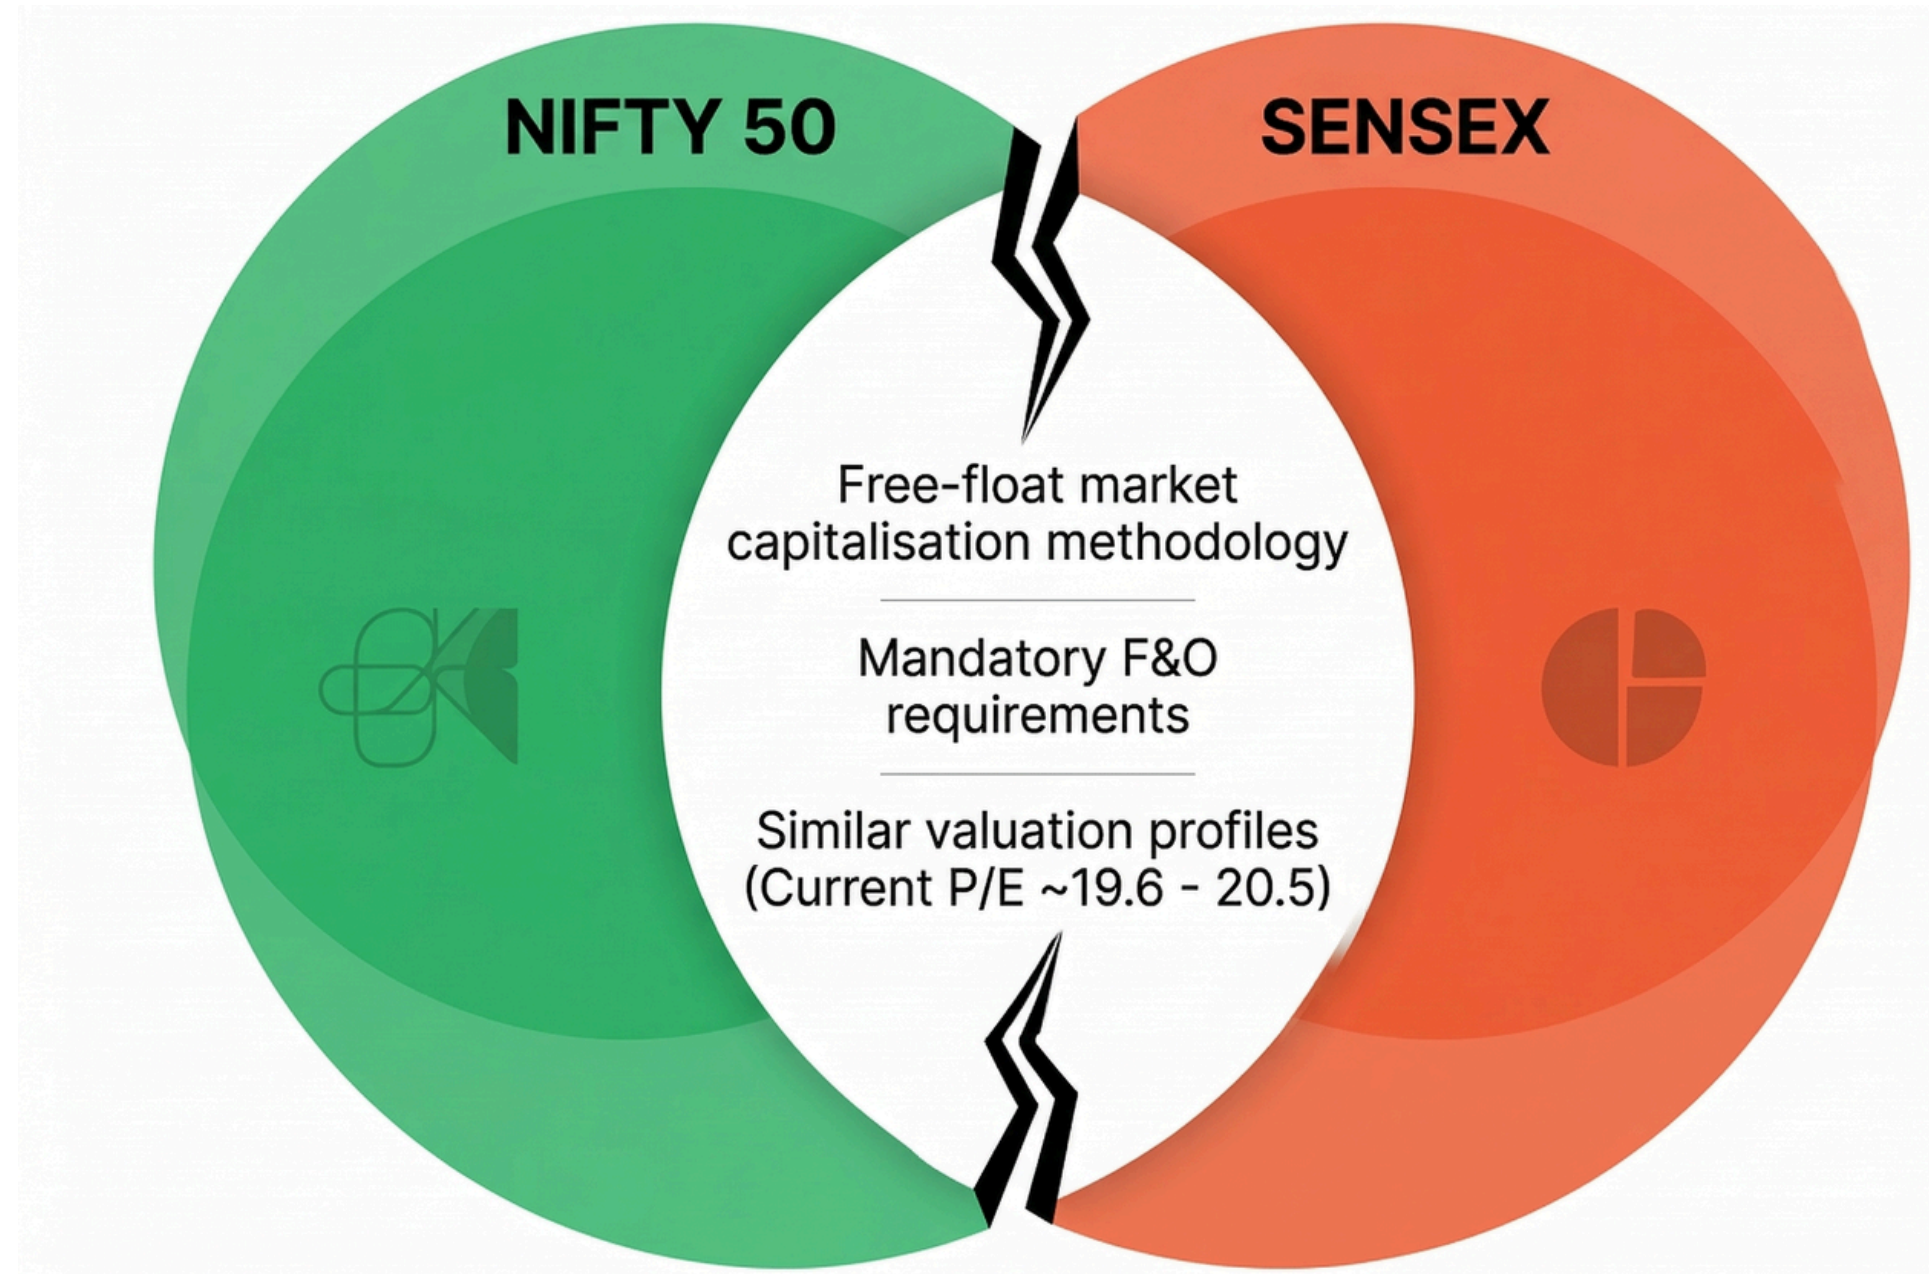 NIFTY 50
SENSEX
Free-float market
capitalisation methodology
Mandatory F&O
requirements
Similar valuation profiles
(Current P/E ~19.6 - 20.5)